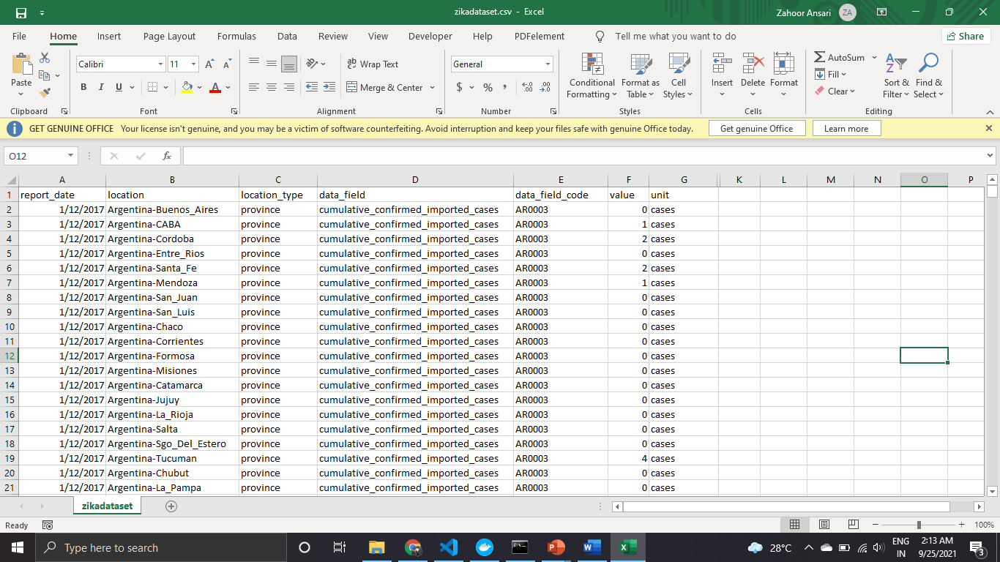 zikadataset.csv - Excel
Zahoor Ansari ZA
File Home Insert Page Layout Formulas Data Review View Developer Help PDFelement Tell me what you want to do Share
Paste
Calibri 11
B I U A
Wrap Text
Merge & Center
General
$ % ,
Conditional Formatting
Format as Table
Cell Styles
Insert Delete Format
AutoSum
Fill
Clear
Sort & Filter
Find & Select
Clipboard Font Alignment Number Styles Cells Editing
GET GENUINE OFFICE Your license isn't genuine, and you may be a victim of software counterfeiting. Avoid interruption and keep your files safe with genuine Office today. Get genuine Office Learn more
O12 fx
A B C D E F G K L M N O P
1 report_date location location_type data_field data_field_code value unit
2 1/12/2017 Argentina-Buenos_Aires province cumulative_confirmed_imported_cases AR0003 0 cases
3 1/12/2017 Argentina-CABA province cumulative_confirmed_imported_cases AR0003 1 cases
4 1/12/2017 Argentina-Cordoba province cumulative_confirmed_imported_cases AR0003 2 cases
5 1/12/2017 Argentina-Entre_Rios province cumulative_confirmed_imported_cases AR0003 0 cases
6 1/12/2017 Argentina-Santa_Fe province cumulative_confirmed_imported_cases AR0003 2 cases
7 1/12/2017 Argentina-Mendoza province cumulative_confirmed_imported_cases AR0003 1 cases
8 1/12/2017 Argentina-San_Juan province cumulative_confirmed_imported_cases AR0003 0 cases
9 1/12/2017 Argentina-San_Luis province cumulative_confirmed_imported_cases AR0003 0 cases
10 1/12/2017 Argentina-Chaco province cumulative_confirmed_imported_cases AR0003 0 cases
11 1/12/2017 Argentina-Corrientes province cumulative_confirmed_imported_cases AR0003 0 cases
12 1/12/2017 Argentina-Formosa province cumulative_confirmed_imported_cases AR0003 0 cases
13 1/12/2017 Argentina-Misiones province cumulative_confirmed_imported_cases AR0003 0 cases
14 1/12/2017 Argentina-Catamarca province cumulative_confirmed_imported_cases AR0003 0 cases
15 1/12/2017 Argentina-Jujuy province cumulative_confirmed_imported_cases AR0003 0 cases
16 1/12/2017 Argentina-La_Rioja province cumulative_confirmed_imported_cases AR0003 0 cases
17 1/12/2017 Argentina-Salta province cumulative_confirmed_imported_cases AR0003 0 cases
18 1/12/2017 Argentina-Sgo_Del_Estero province cumulative_confirmed_imported_cases AR0003 0 cases
19 1/12/2017 Argentina-Tucuman province cumulative_confirmed_imported_cases AR0003 4 cases
20 1/12/2017 Argentina-Chubut province cumulative_confirmed_imported_cases AR0003 0 cases
21 1/12/2017 Argentina-La_Pampa province cumulative_confirmed_imported_cases AR0003 0 cases
zikadataset
Ready 100%
Type here to search 28°C ENG 2:13 AM
IN 9/25/2021 3